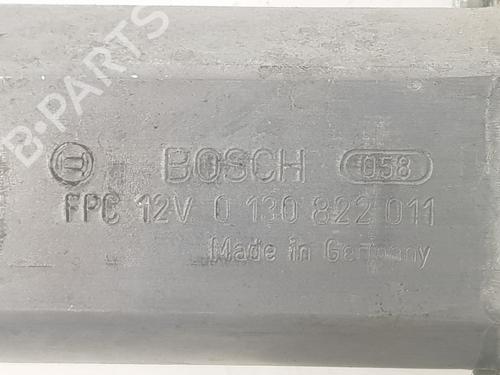 BOSCH 058
FPC 12V 0 130 822 011
Made in Germany
B-PARTS